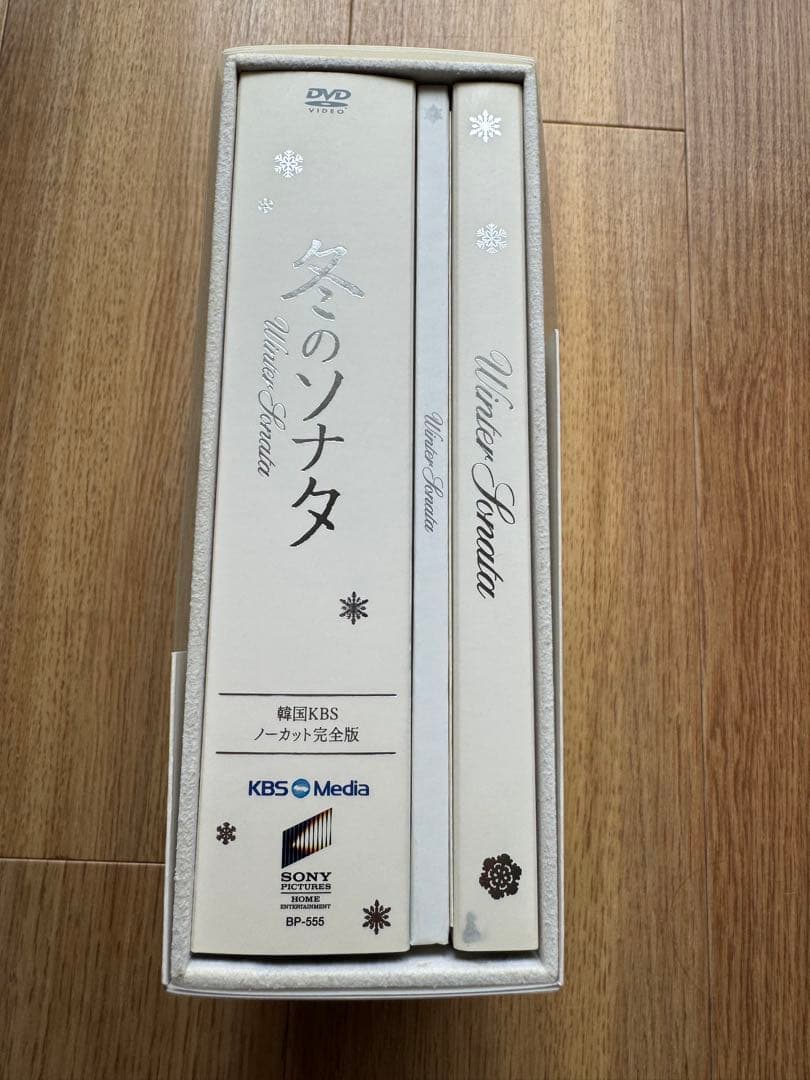 DVD
VIDEO
冬のソナタ
Winter Sonata
韓国KBS
ノーカット完全版
KBS Media
SONY
PICTURES
HOME
ENTERTAINMENT
BP-555
Winter Sonata
Winter Sonata